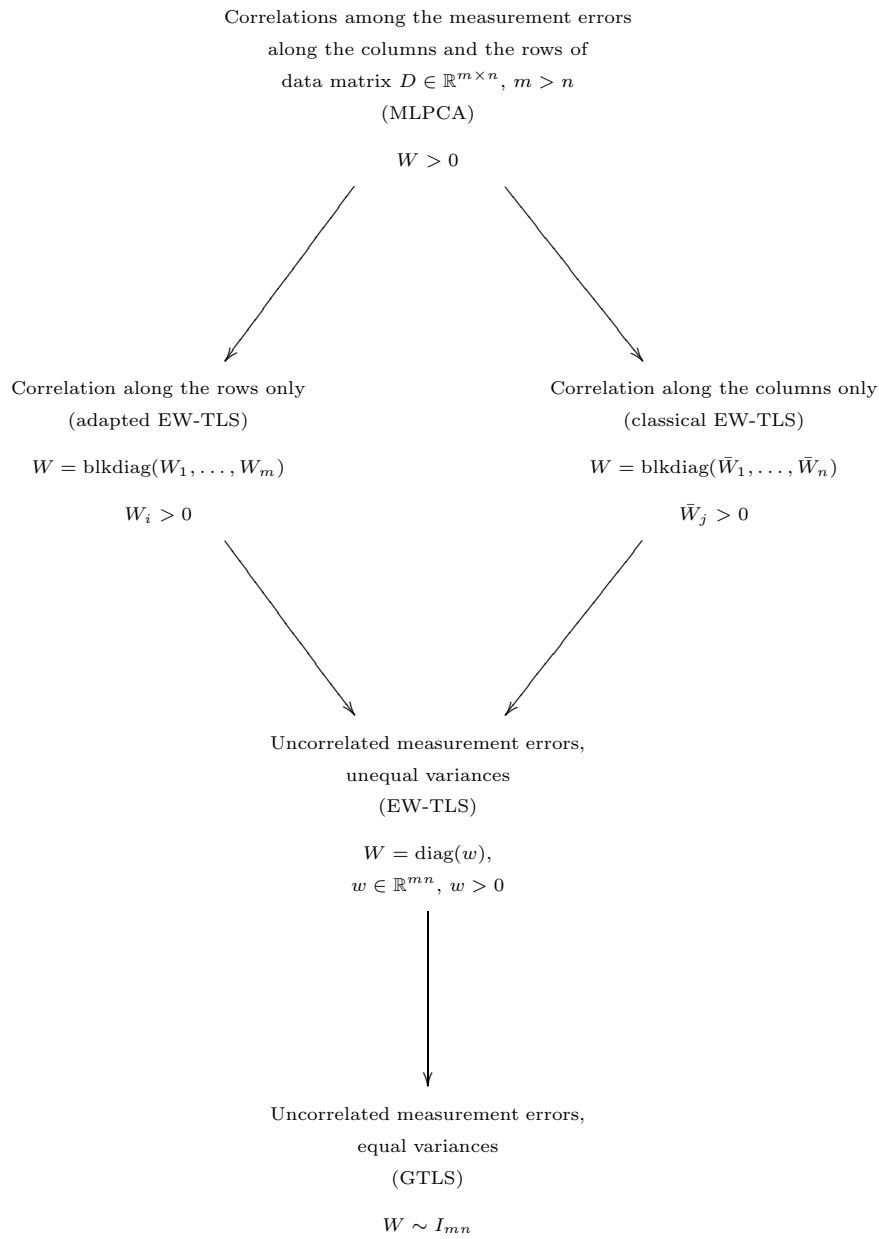 Correlations among the measurement errors
along the columns and the rows of
data matrix D ∈ ℝ^{m×n}, m > n
(MLPCA)
W > 0
Correlation along the rows only
(adapted EW-TLS)
W = blkdiag(W_1, . . . , W_m)
W_i > 0
Correlation along the columns only
(classical EW-TLS)
W = blkdiag(W̄_1, . . . , W̄_n)
W̄_j > 0
Uncorrelated measurement errors,
unequal variances
(EW-TLS)
W = diag(w),
w ∈ ℝ^{mn}, w > 0
Uncorrelated measurement errors,
equal variances
(GTLS)
W ∼ I_{mn}